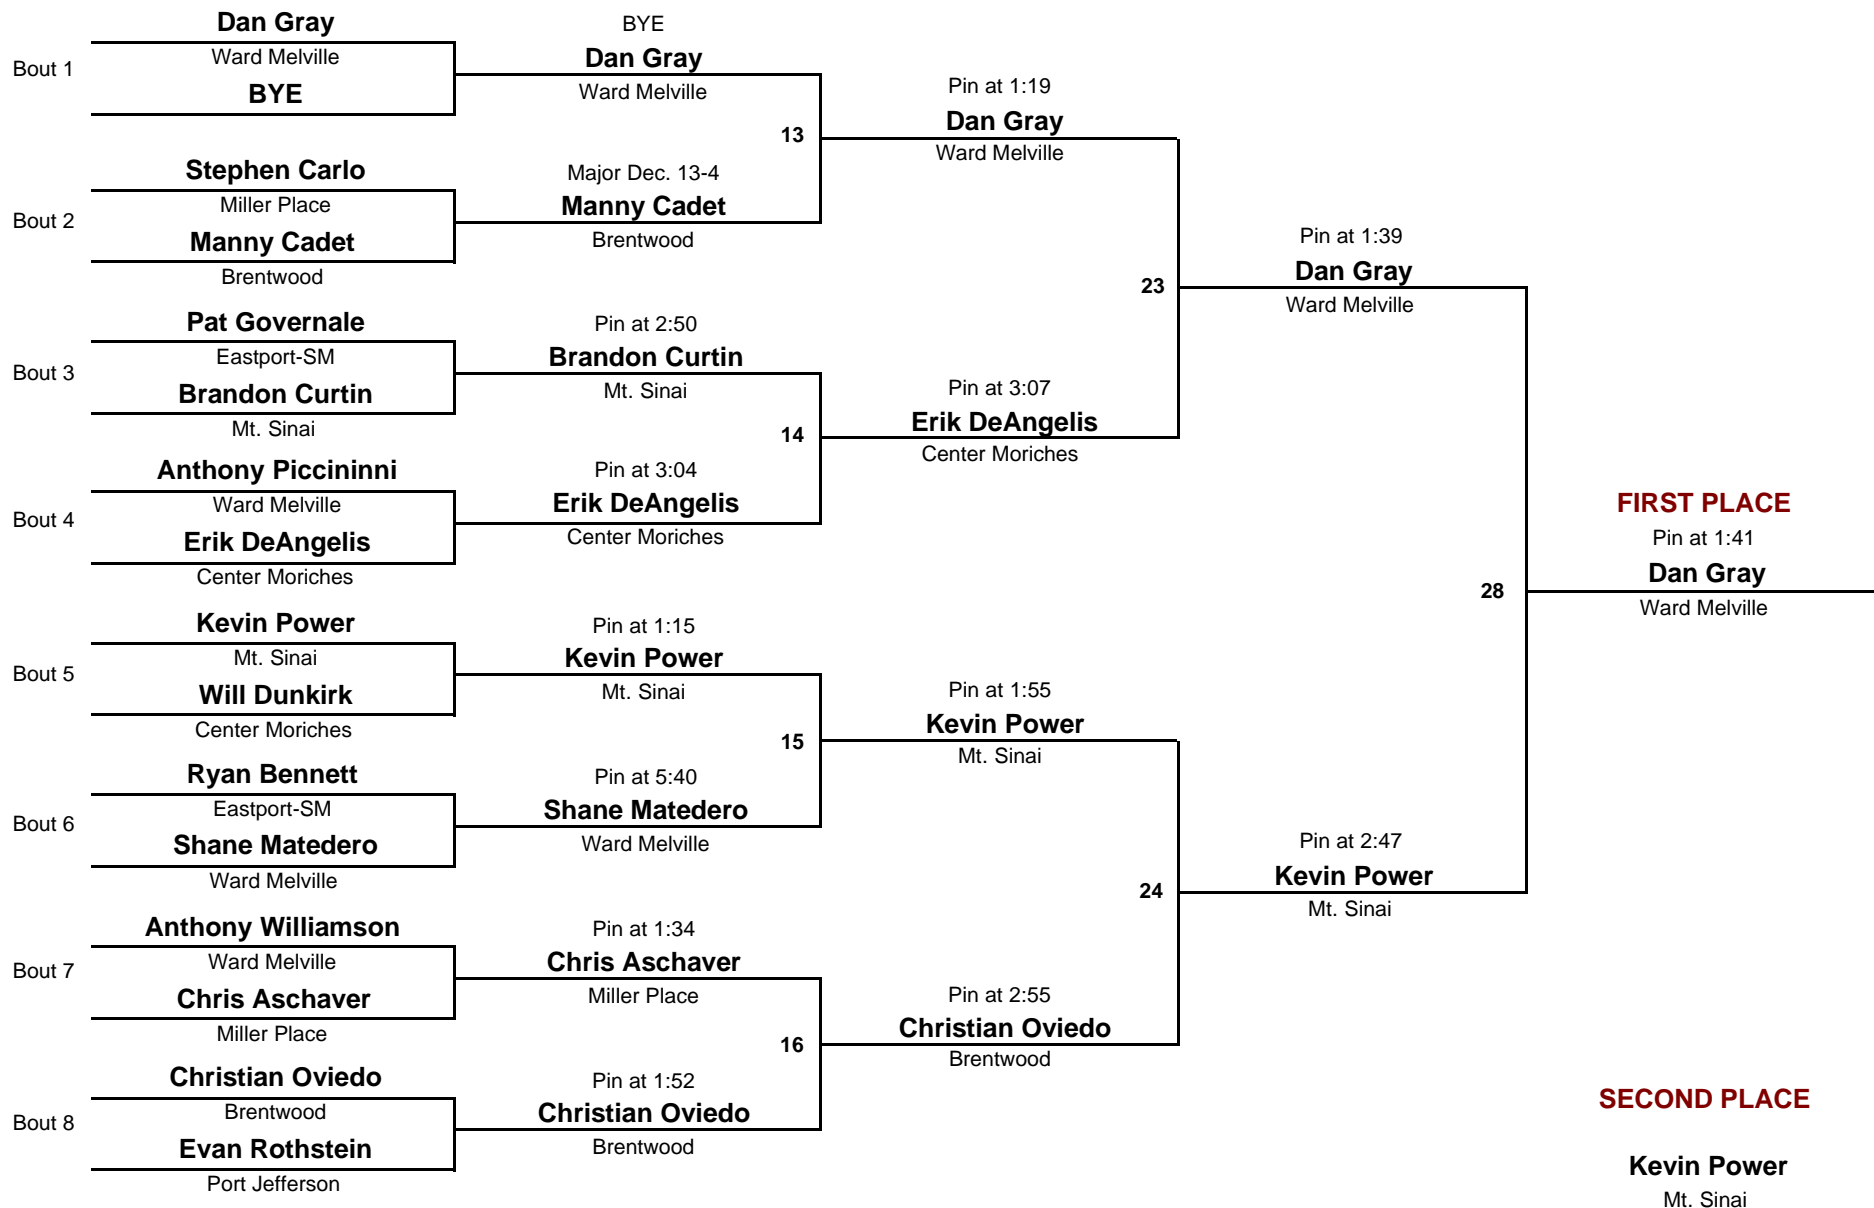 Bout 1
Dan Gray
Ward Melville
BYE
Bout 2
Stephen Carlo
Miller Place
Manny Cadet
Brentwood
Bout 3
Pat Governale
Eastport-SM
Brandon Curtin
Mt. Sinai
Bout 4
Anthony Piccininni
Ward Melville
Erik DeAngelis
Center Moriches
Bout 5
Kevin Power
Mt. Sinai
Will Dunkirk
Center Moriches
Bout 6
Ryan Bennett
Eastport-SM
Shane Matedero
Ward Melville
Bout 7
Anthony Williamson
Ward Melville
Chris Aschaver
Miller Place
Bout 8
Christian Oviedo
Brentwood
Evan Rothstein
Port Jefferson
BYE
Dan Gray
Ward Melville
13
Major Dec. 13-4
Manny Cadet
Brentwood
Pin at 2:50
Brandon Curtin
Mt. Sinai
14
Pin at 3:04
Erik DeAngelis
Center Moriches
Pin at 1:15
Kevin Power
Mt. Sinai
15
Pin at 5:40
Shane Matedero
Ward Melville
Pin at 1:34
Chris Aschaver
Miller Place
16
Pin at 1:52
Christian Oviedo
Brentwood
Pin at 1:19
Dan Gray
Ward Melville
23
Pin at 3:07
Erik DeAngelis
Center Moriches
Pin at 1:55
Kevin Power
Mt. Sinai
24
Pin at 2:55
Christian Oviedo
Brentwood
Pin at 1:39
Dan Gray
Ward Melville
28
Pin at 2:47
Kevin Power
Mt. Sinai
FIRST PLACE
Pin at 1:41
Dan Gray
Ward Melville
SECOND PLACE
Kevin Power
Mt. Sinai